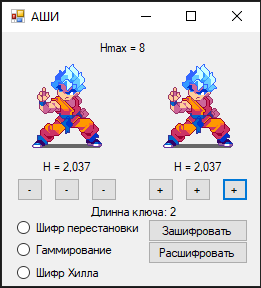 АШИ
Hmax = 8
H = 2,037 H = 2,037
- - - + + +
Длинна ключа: 2
Шифр перестановки Зашифровать
Гаммирование Расшифровать
Шифр Хилла